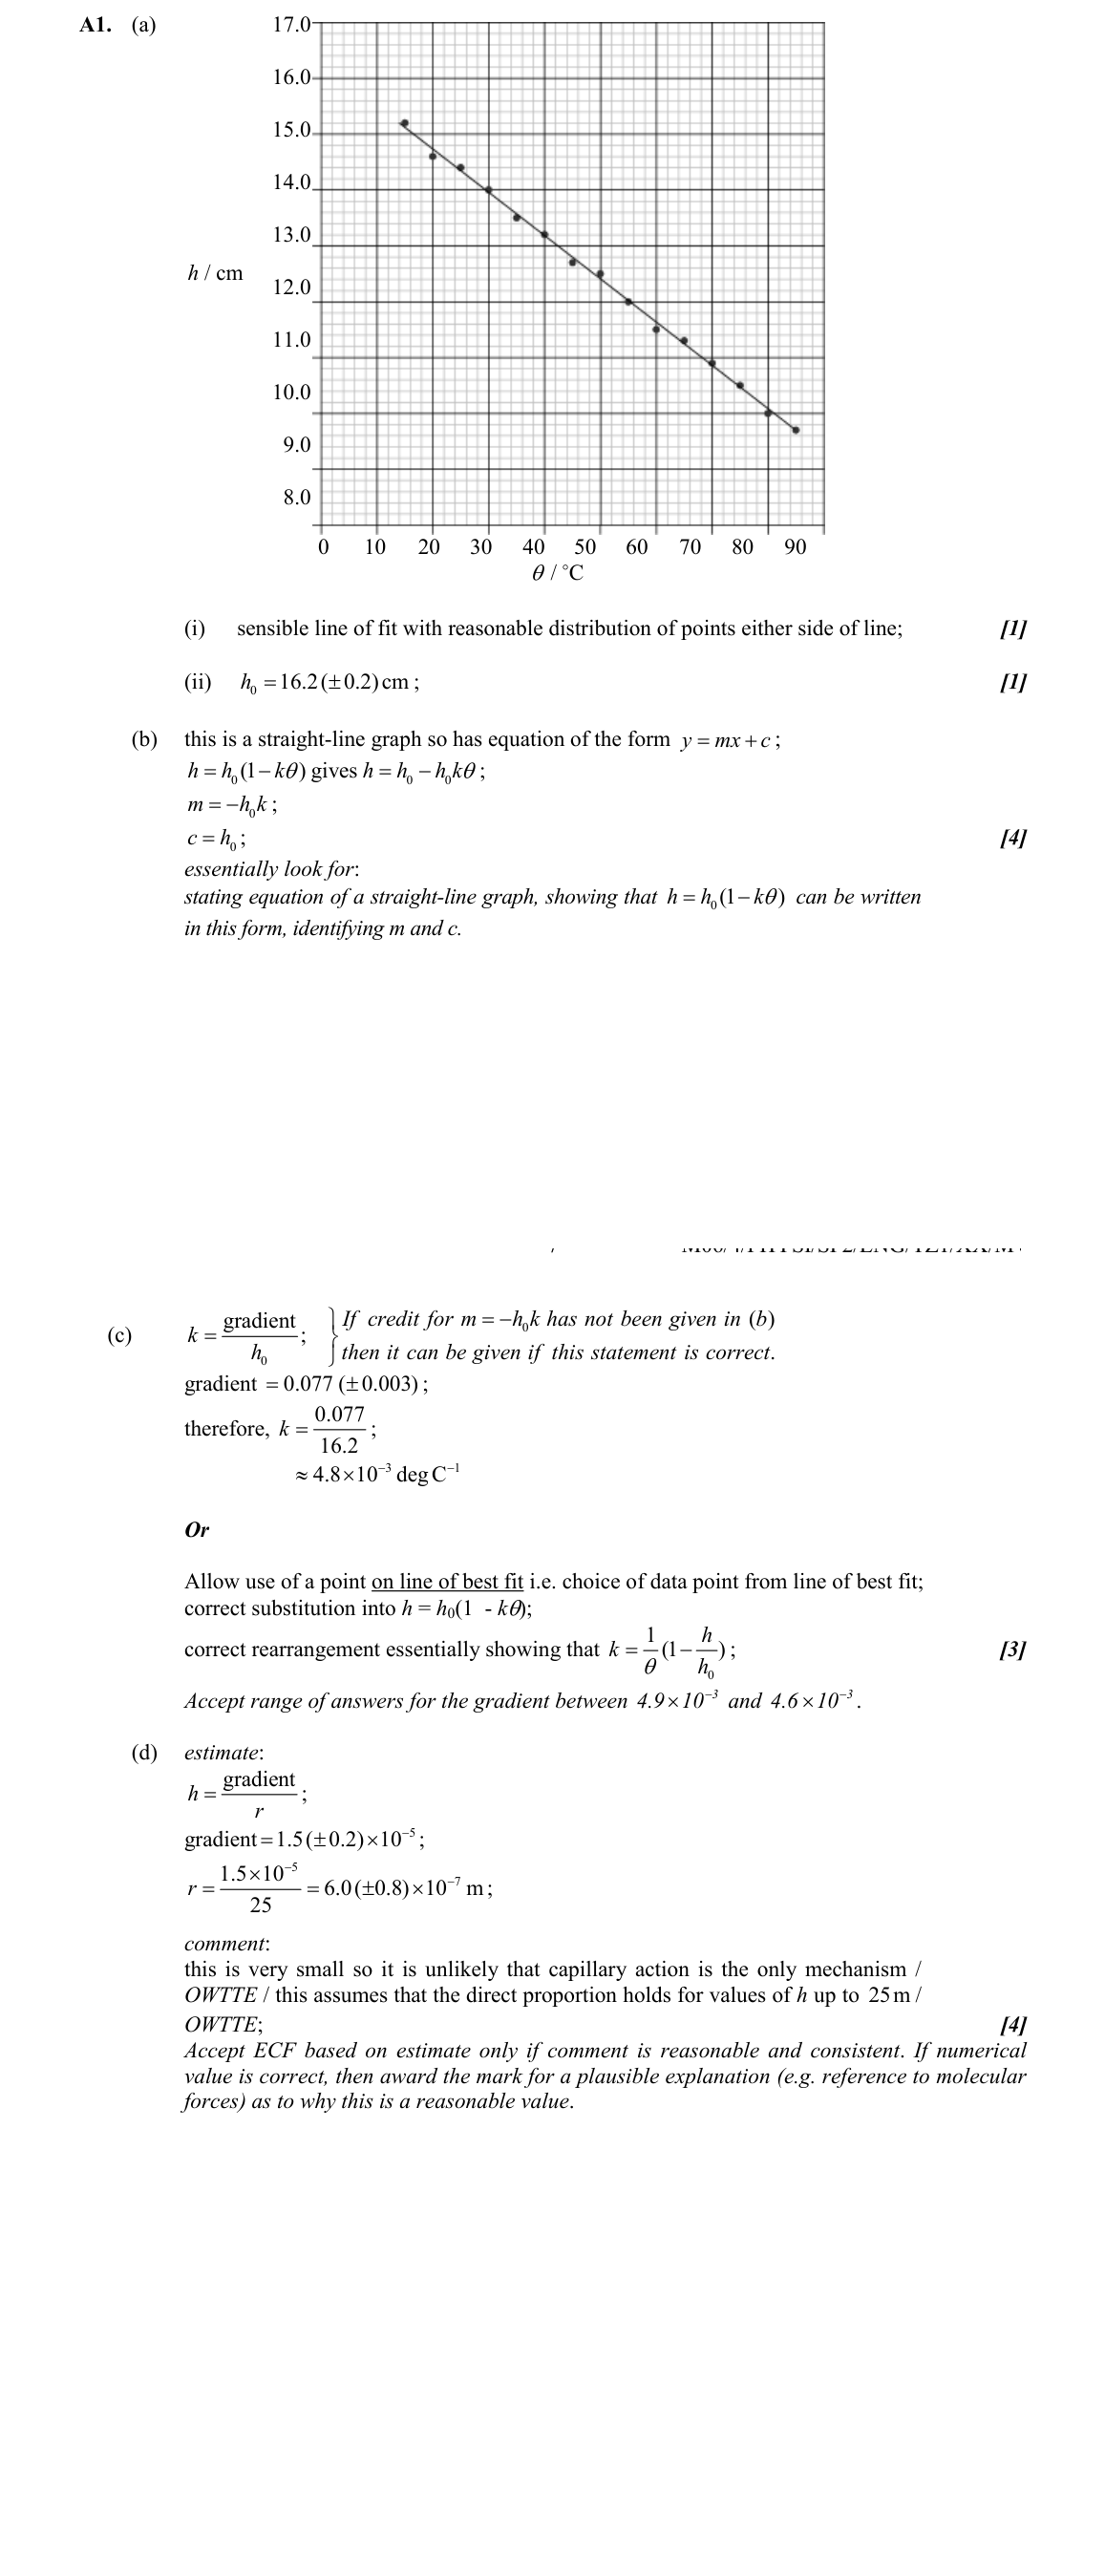 A1. (a)
17.0
16.0
15.0
14.0
13.0
h / cm
12.0
11.0
10.0
9.0
8.0
0 10 20 30 40 50 60 70 80 90
θ / °C
(i) sensible line of fit with reasonable distribution of points either side of line; [1]
(ii) h₀ = 16.2 (±0.2) cm ; [1]
(b) this is a straight-line graph so has equation of the form y = mx + c ;
h = h₀(1 − kθ) gives h = h₀ − h₀kθ ;
m = −h₀k ;
c = h₀ ; [4]
essentially look for:
stating equation of a straight-line graph, showing that h = h₀(1 − kθ) can be written
in this form, identifying m and c.
(c) k = gradient / h₀ ; } If credit for m = −h₀k has not been given in (b)
then it can be given if this statement is correct.
gradient = 0.077 (±0.003) ;
therefore, k = 0.077 / 16.2 ;
≈ 4.8×10⁻³ deg C⁻¹
Or
Allow use of a point on line of best fit i.e. choice of data point from line of best fit;
correct substitution into h = h₀(1 - kθ);
correct rearrangement essentially showing that k = 1/θ (1 − h/h₀) ; [3]
Accept range of answers for the gradient between 4.9×10⁻³ and 4.6×10⁻³ .
(d) estimate:
h = gradient / r ;
gradient = 1.5 (±0.2)×10⁻⁵ ;
r = 1.5×10⁻⁵ / 25 = 6.0 (±0.8)×10⁻⁷ m ;
comment:
this is very small so it is unlikely that capillary action is the only mechanism /
OWTTE / this assumes that the direct proportion holds for values of h up to 25 m /
OWTTE; [4]
Accept ECF based on estimate only if comment is reasonable and consistent. If numerical
value is correct, then award the mark for a plausible explanation (e.g. reference to molecular
forces) as to why this is a reasonable value.